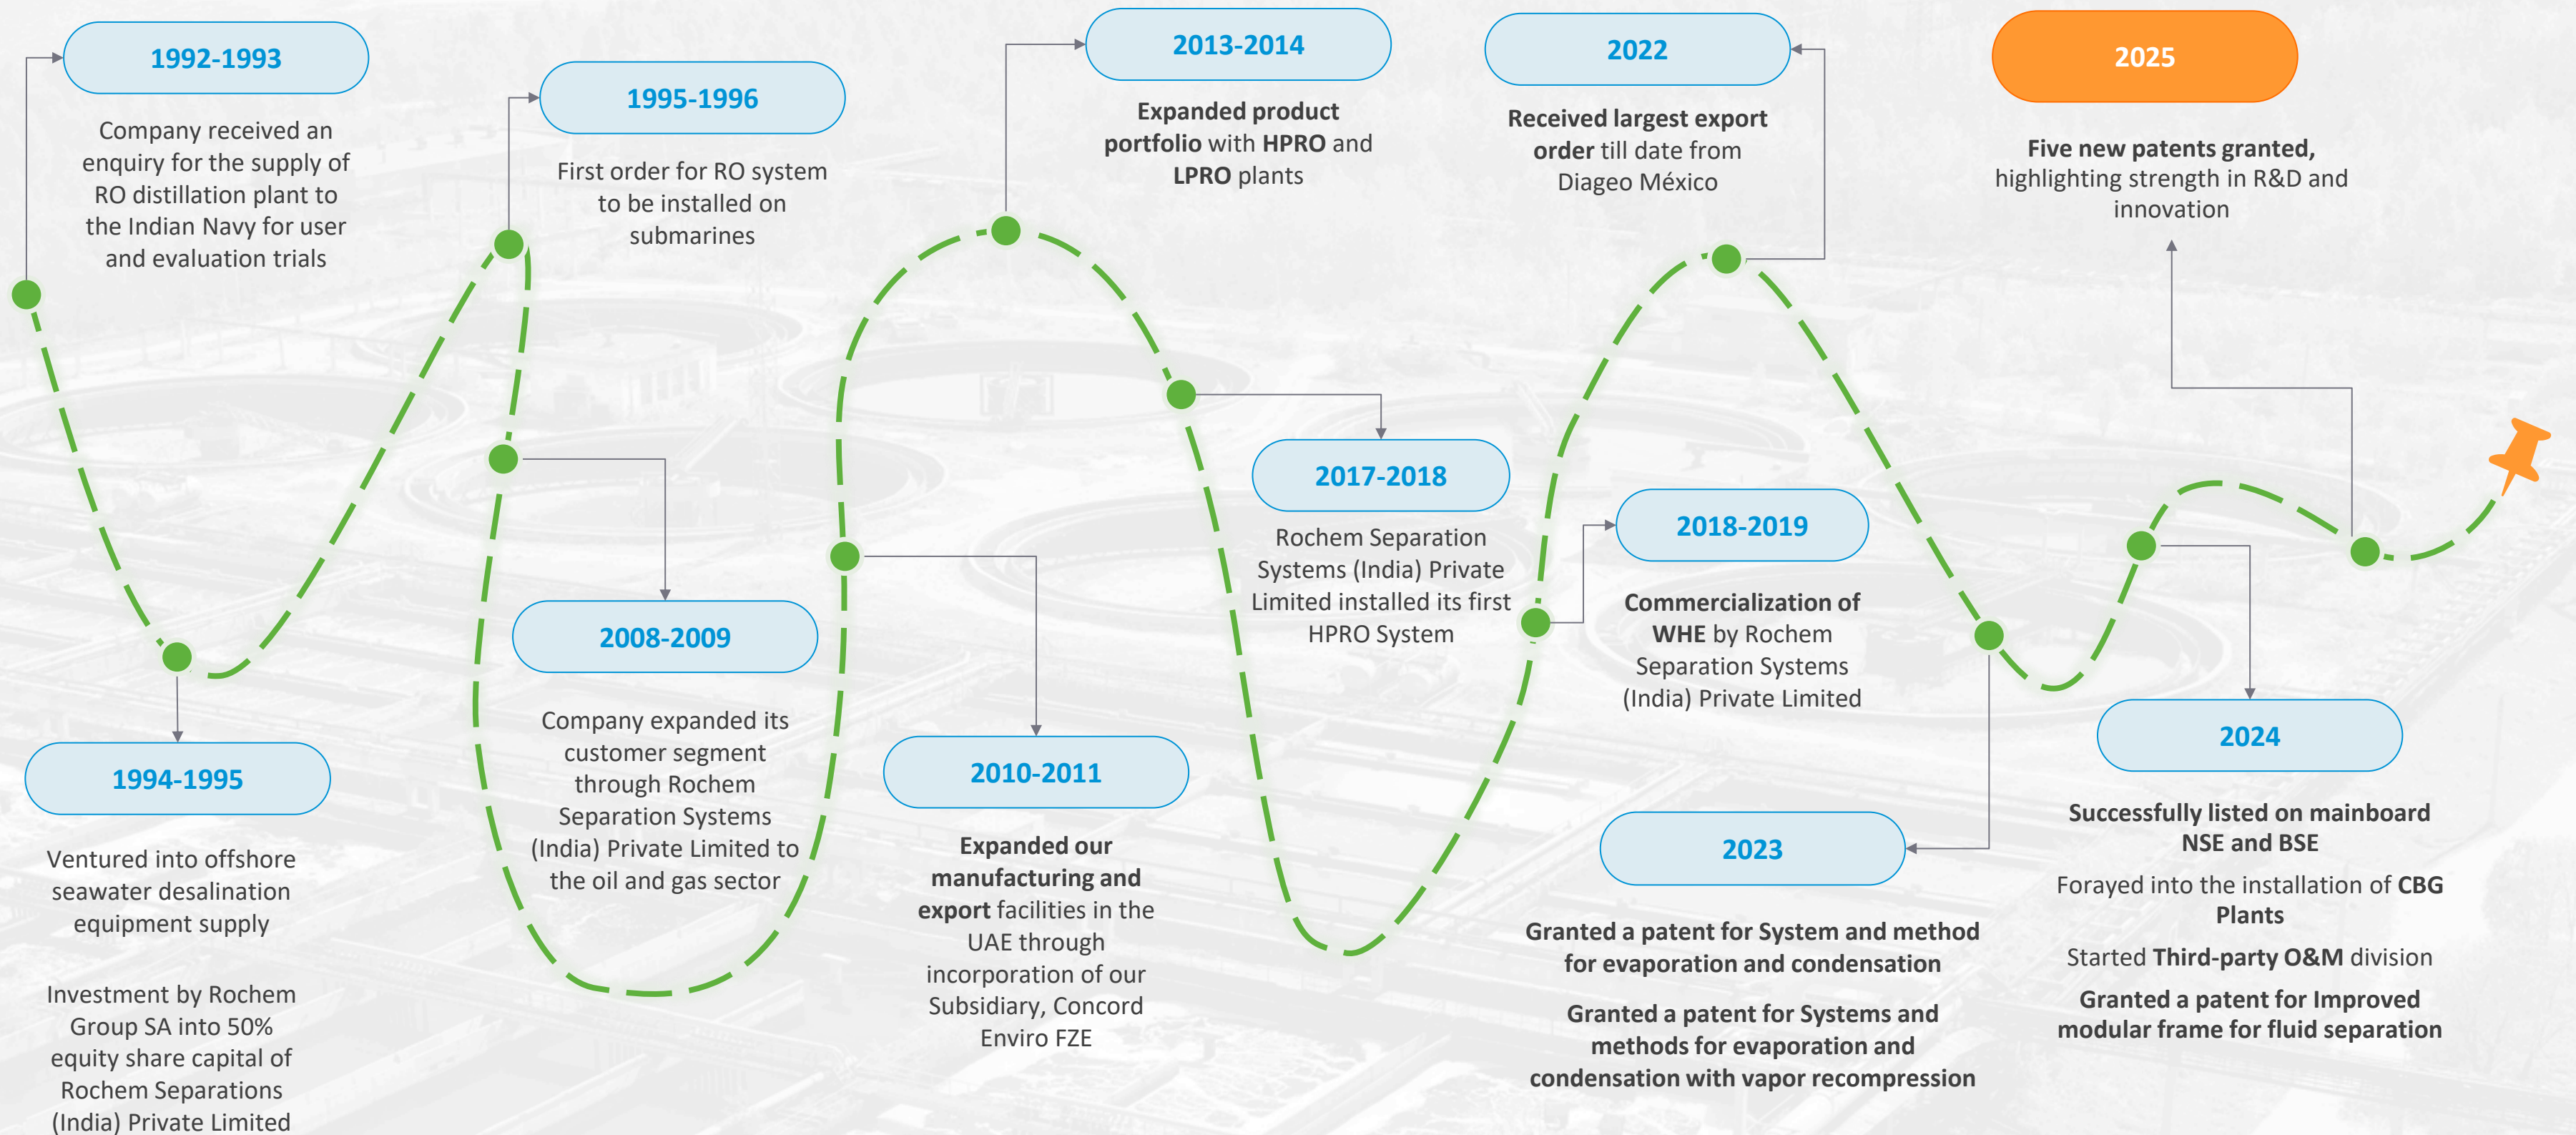 1992-1993
Company received an
enquiry for the supply of
RO distillation plant to
the Indian Navy for user
and evaluation trials
1994-1995
Ventured into offshore
seawater desalination
equipment supply
Investment by Rochem
Group SA into 50%
equity share capital of
Rochem Separations
(India) Private Limited
1995-1996
First order for RO system
to be installed on
submarines
2008-2009
Company expanded its
customer segment
through Rochem
Separation Systems
(India) Private Limited to
the oil and gas sector
2010-2011
Expanded our
manufacturing and
export facilities in the
UAE through
incorporation of our
Subsidiary, Concord
Enviro FZE
2013-2014
Expanded product
portfolio with HPRO and
LPRO plants
2017-2018
Rochem Separation
Systems (India) Private
Limited installed its first
HPRO System
2018-2019
Commercialization of
WHE by Rochem
Separation Systems
(India) Private Limited
2022
Received largest export
order till date from
Diageo México
2023
Granted a patent for System and method
for evaporation and condensation
Granted a patent for Systems and
methods for evaporation and
condensation with vapor recompression
2024
Successfully listed on mainboard
NSE and BSE
Forayed into the installation of CBG
Plants
Started Third-party O&M division
Granted a patent for Improved
modular frame for fluid separation
2025
Five new patents granted,
highlighting strength in R&D and
innovation